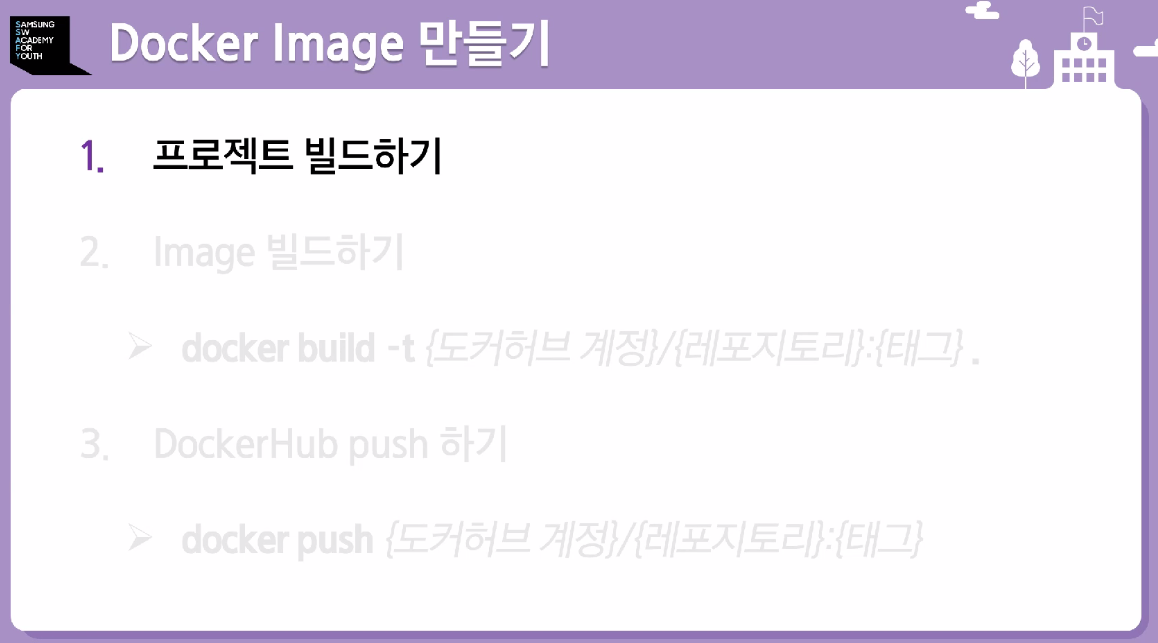 SAMSUNG
SW
ACADEMY
FOR
YOUTH
Docker Image 만들기
1. 프로젝트 빌드하기
2. Image 빌드하기
➢ docker build -t {도커허브 계정}/{레포지토리}:{태그} .
3. DockerHub push 하기
➢ docker push {도커허브 계정}/{레포지토리}:{태그}